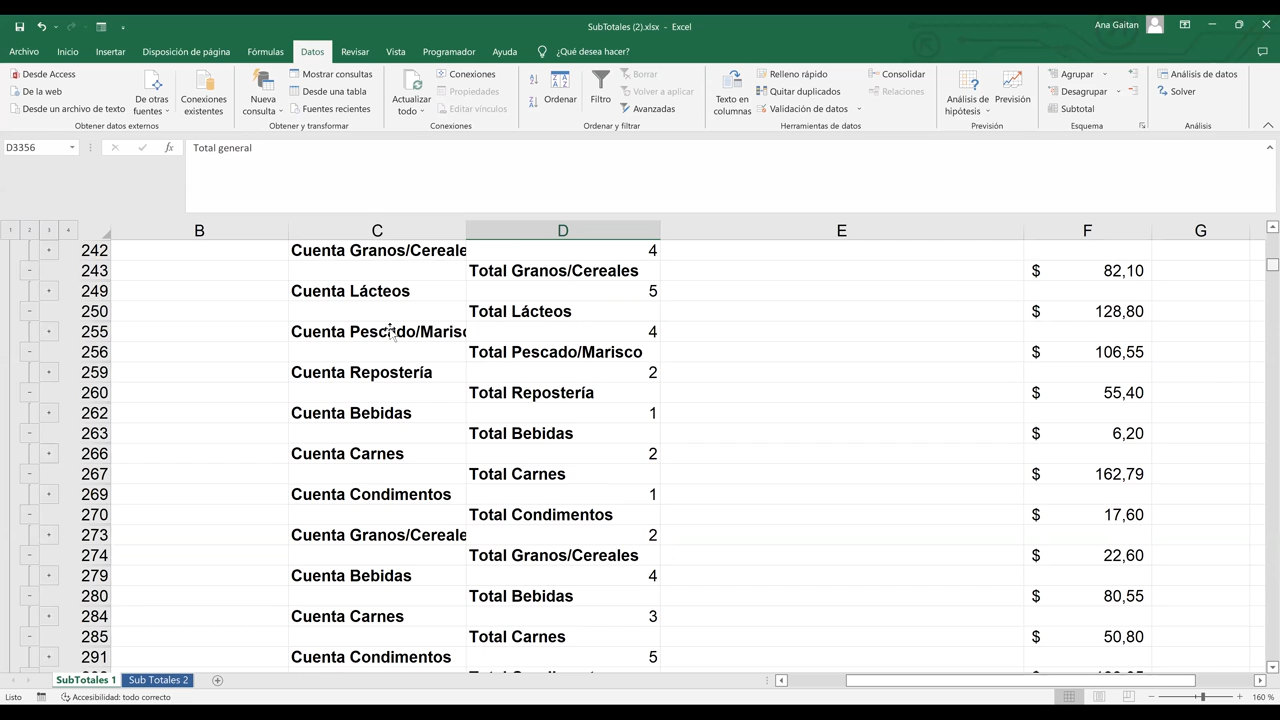 SubTotales (2).xlsx - Excel
Ana Gaitan
Archivo Inicio Insertar Disposición de página Fórmulas Datos Revisar Vista Programador Ayuda ¿Qué desea hacer?
Desde Access
De la web
Desde un archivo de texto
De otras fuentes
Conexiones existentes
Obtener datos externos
Nueva consulta
Mostrar consultas
Desde una tabla
Fuentes recientes
Obtener y transformar
Actualizar todo
Conexiones
Propiedades
Editar vínculos
Conexiones
Ordenar
Filtro
Borrar
Volver a aplicar
Avanzadas
Ordenar y filtrar
Texto en columnas
Relleno rápido
Quitar duplicados
Validación de datos
Consolidar
Relaciones
Herramientas de datos
Análisis de hipótesis
Previsión
Previsión
Agrupar
Desagrupar
Subtotal
Esquema
Análisis de datos
Solver
Análisis
D3356 fx Total general
1 2 3 4 B C D E F G
242 Cuenta Granos/Cereale 4
243 Total Granos/Cereales $ 82,10
249 Cuenta Lácteos 5
250 Total Lácteos $ 128,80
255 Cuenta Pescado/Marisc 4
256 Total Pescado/Marisco $ 106,55
259 Cuenta Repostería 2
260 Total Repostería $ 55,40
262 Cuenta Bebidas 1
263 Total Bebidas $ 6,20
266 Cuenta Carnes 2
267 Total Carnes $ 162,79
269 Cuenta Condimentos 1
270 Total Condimentos $ 17,60
273 Cuenta Granos/Cereale 2
274 Total Granos/Cereales $ 22,60
279 Cuenta Bebidas 4
280 Total Bebidas $ 80,55
284 Cuenta Carnes 3
285 Total Carnes $ 50,80
291 Cuenta Condimentos 5
SubTotales 1 Sub Totales 2
Listo Accesibilidad: todo correcto 160 %